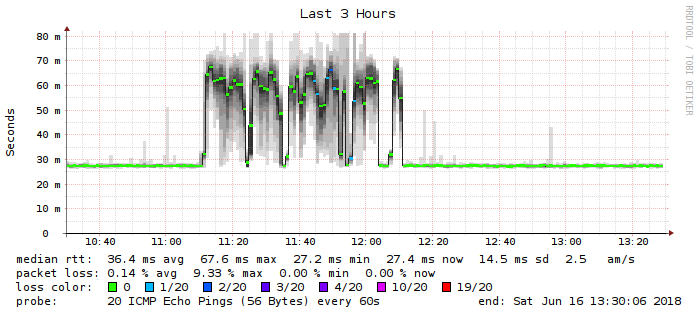 Last 3 Hours
RRDTOOL / TOBI OETIKER
Seconds
80 m
70 m
60 m
50 m
40 m
30 m
20 m
10 m
0
10:40 11:00 11:20 11:40 12:00 12:20 12:40 13:00 13:20
median rtt: 36.4 ms avg 67.6 ms max 27.2 ms min 27.4 ms now 14.5 ms sd 2.5 am/s
packet loss: 0.14 % avg 9.33 % max 0.00 % min 0.00 % now
loss color: 0 1/20 2/20 3/20 4/20 10/20 19/20
probe: 20 ICMP Echo Pings (56 Bytes) every 60s end: Sat Jun 16 13:30:06 2018